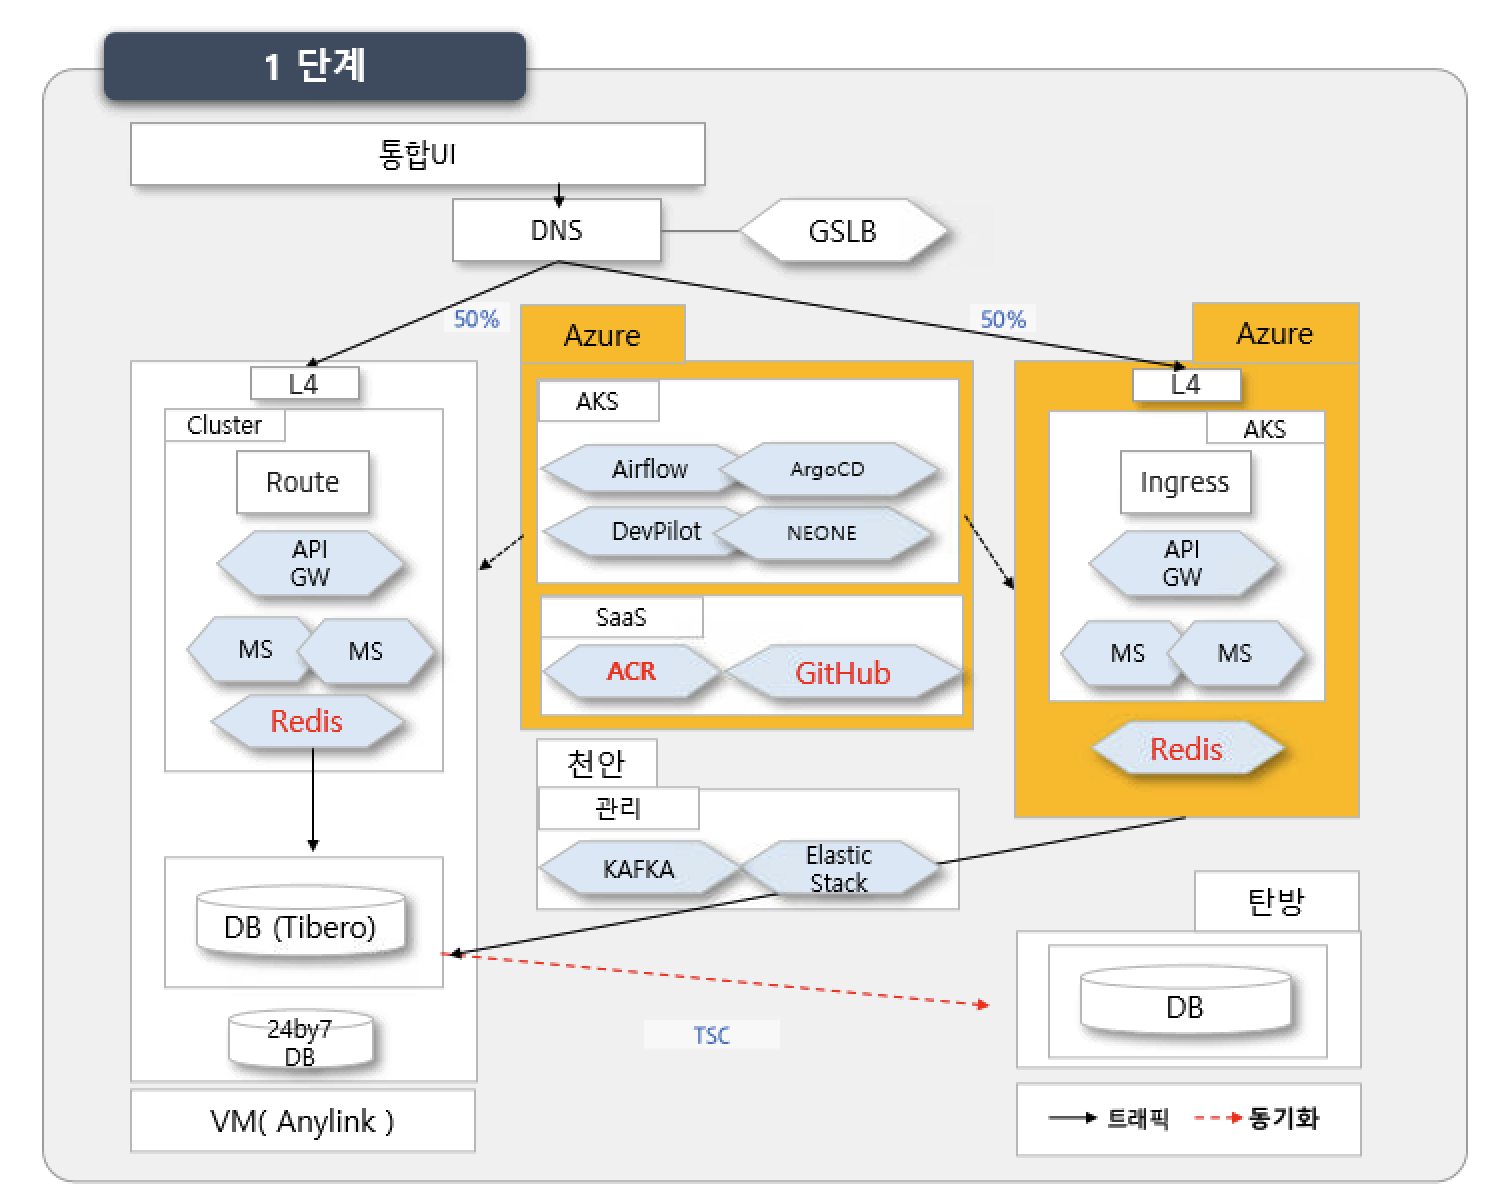 1 단계
통합UI
DNS
GSLB
50%
50%
L4
Cluster
Route
API
GW
MS
MS
Redis
DB (Tibero)
24by7
DB
VM( Anylink )
Azure
AKS
Airflow
ArgoCD
DevPilot
NEONE
SaaS
ACR
GitHub
천안
관리
KAFKA
Elastic
Stack
TSC
Azure
L4
AKS
Ingress
API
GW
MS
MS
Redis
탄방
DB
트래픽
동기화